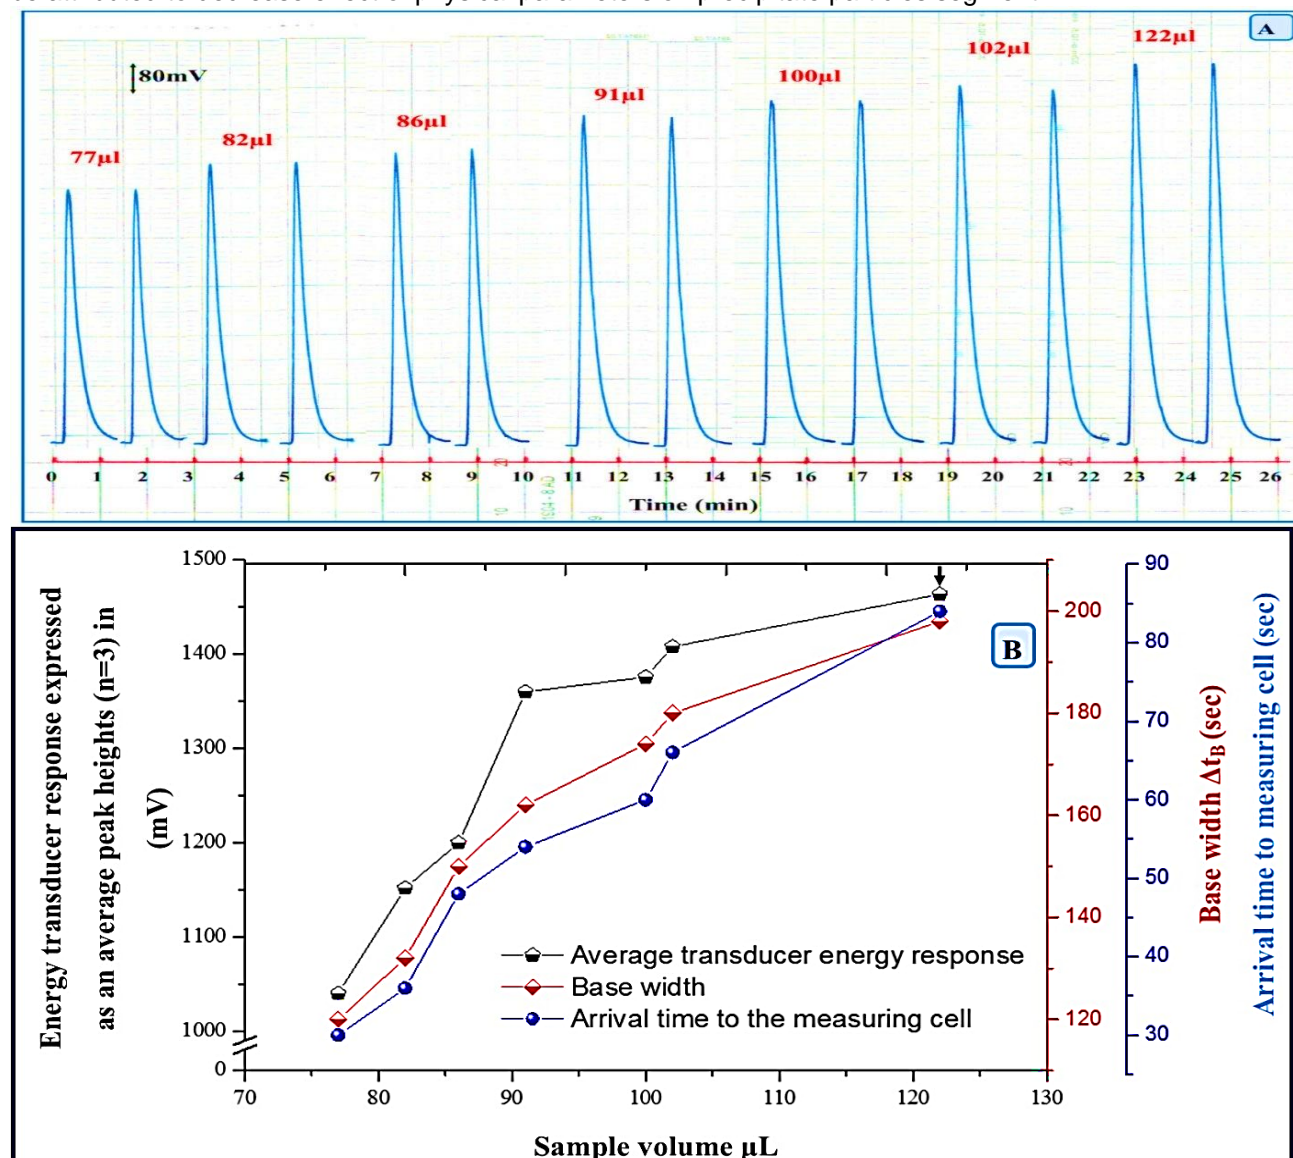 A
80mV
77µl
82µl
86µl
91µl
100µl
102µl
122µl
0 1 2 3 4 5 6 7 8 9 10 11 12 13 14 15 16 17 18 19 20 21 22 23 24 25 26
Time (min)
B
Energy transducer response expressed
as an average peak heights (n=3) in
(mV)
1500
1400
1300
1200
1100
1000
0
70 80 90 100 110 120 130
Sample volume µL
Average transducer energy response
Base width
Arrival time to the measuring cell
200
180
160
140
120
Base width ΔtB (sec)
90
80
70
60
50
40
30
Arrival time to measuring cell (sec)